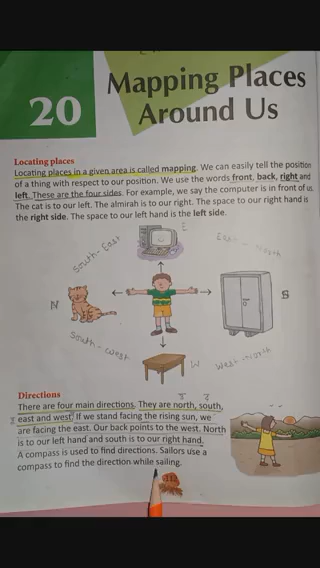 20
Mapping Places
Around Us
Locating places
Locating places in a given area is called mapping. We can easily tell the position
of a thing with respect to our position. We use the words front, back, right and
left. These are the four sides. For example, we say the computer is in front of us.
The cat is to our left. The almirah is to our right. The space to our right hand is
the right side. The space to our left hand is the left side.
E
South-East
East - North
N
S
South-west
West-North
W
Directions
There are four main directions. They are north, south,
east and west. If we stand facing the rising sun, we
are facing the east. Our back points to the west. North
is to our left hand and south is to our right hand.
A compass is used to find directions. Sailors use a
compass to find the direction while sailing.